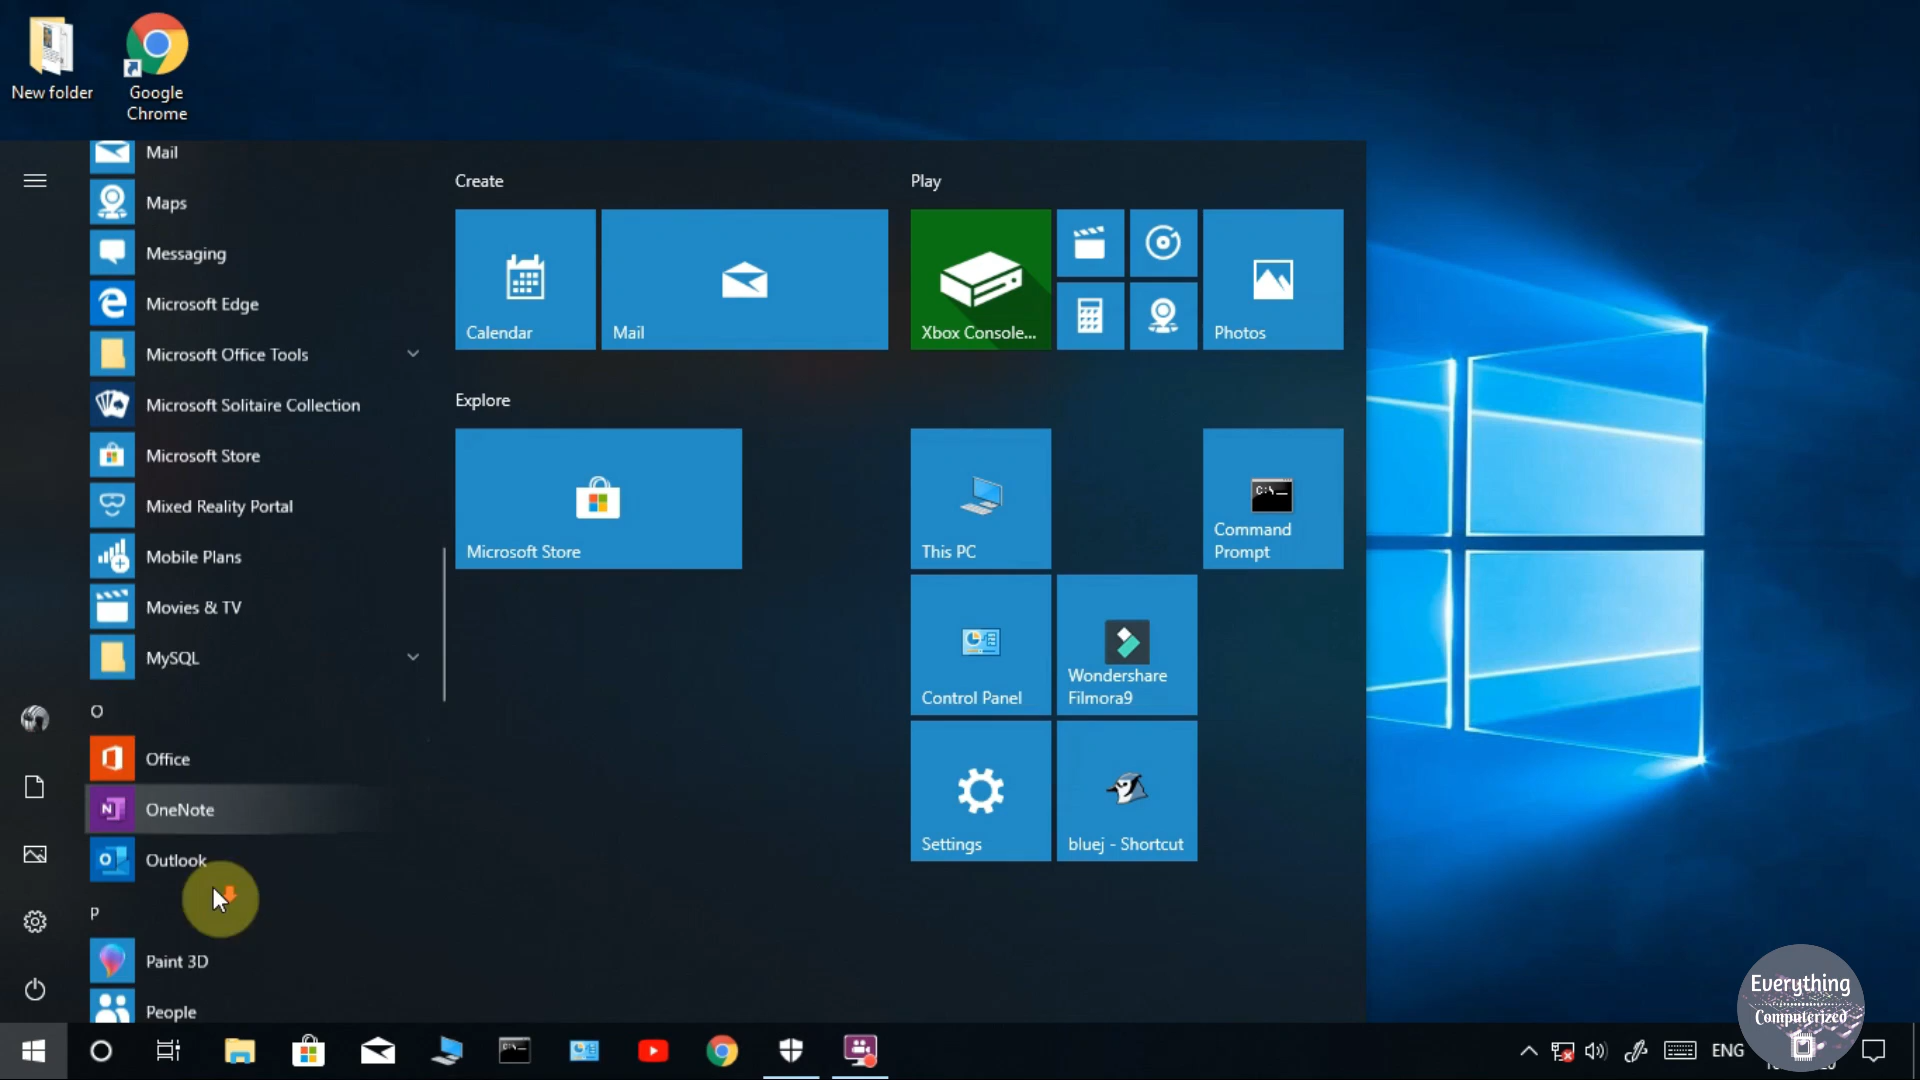 New folder
Google
Chrome
Mail
Maps
Messaging
Microsoft Edge
Microsoft Office Tools
Microsoft Solitaire Collection
Microsoft Store
Mixed Reality Portal
Mobile Plans
Movies & TV
MySQL
O
Office
OneNote
Outlook
P
Paint 3D
People
Create
Calendar
Mail
Explore
Microsoft Store
Play
Xbox Console...
Photos
This PC
C:\_
Command
Prompt
Control Panel
Wondershare
Filmora9
Settings
bluej - Shortcut
ENG
Everything
Computerized